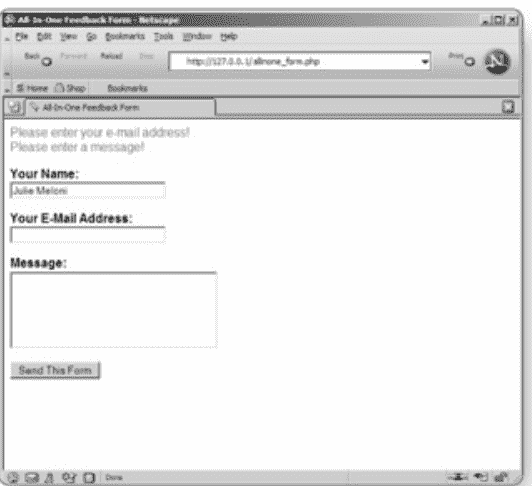 All-In-One Feedback Form - Netscape
File Edit View Go Bookmarks Tools Window Help
Back Forward Reload Stop http://127.0.0.1/allinone_form.php Print N
Home Shop Bookmarks
All-In-One Feedback Form
Please enter your e-mail address!
Please enter a message!
Your Name:
Julie Meloni
Your E-Mail Address:
Message:
Send This Form
Done